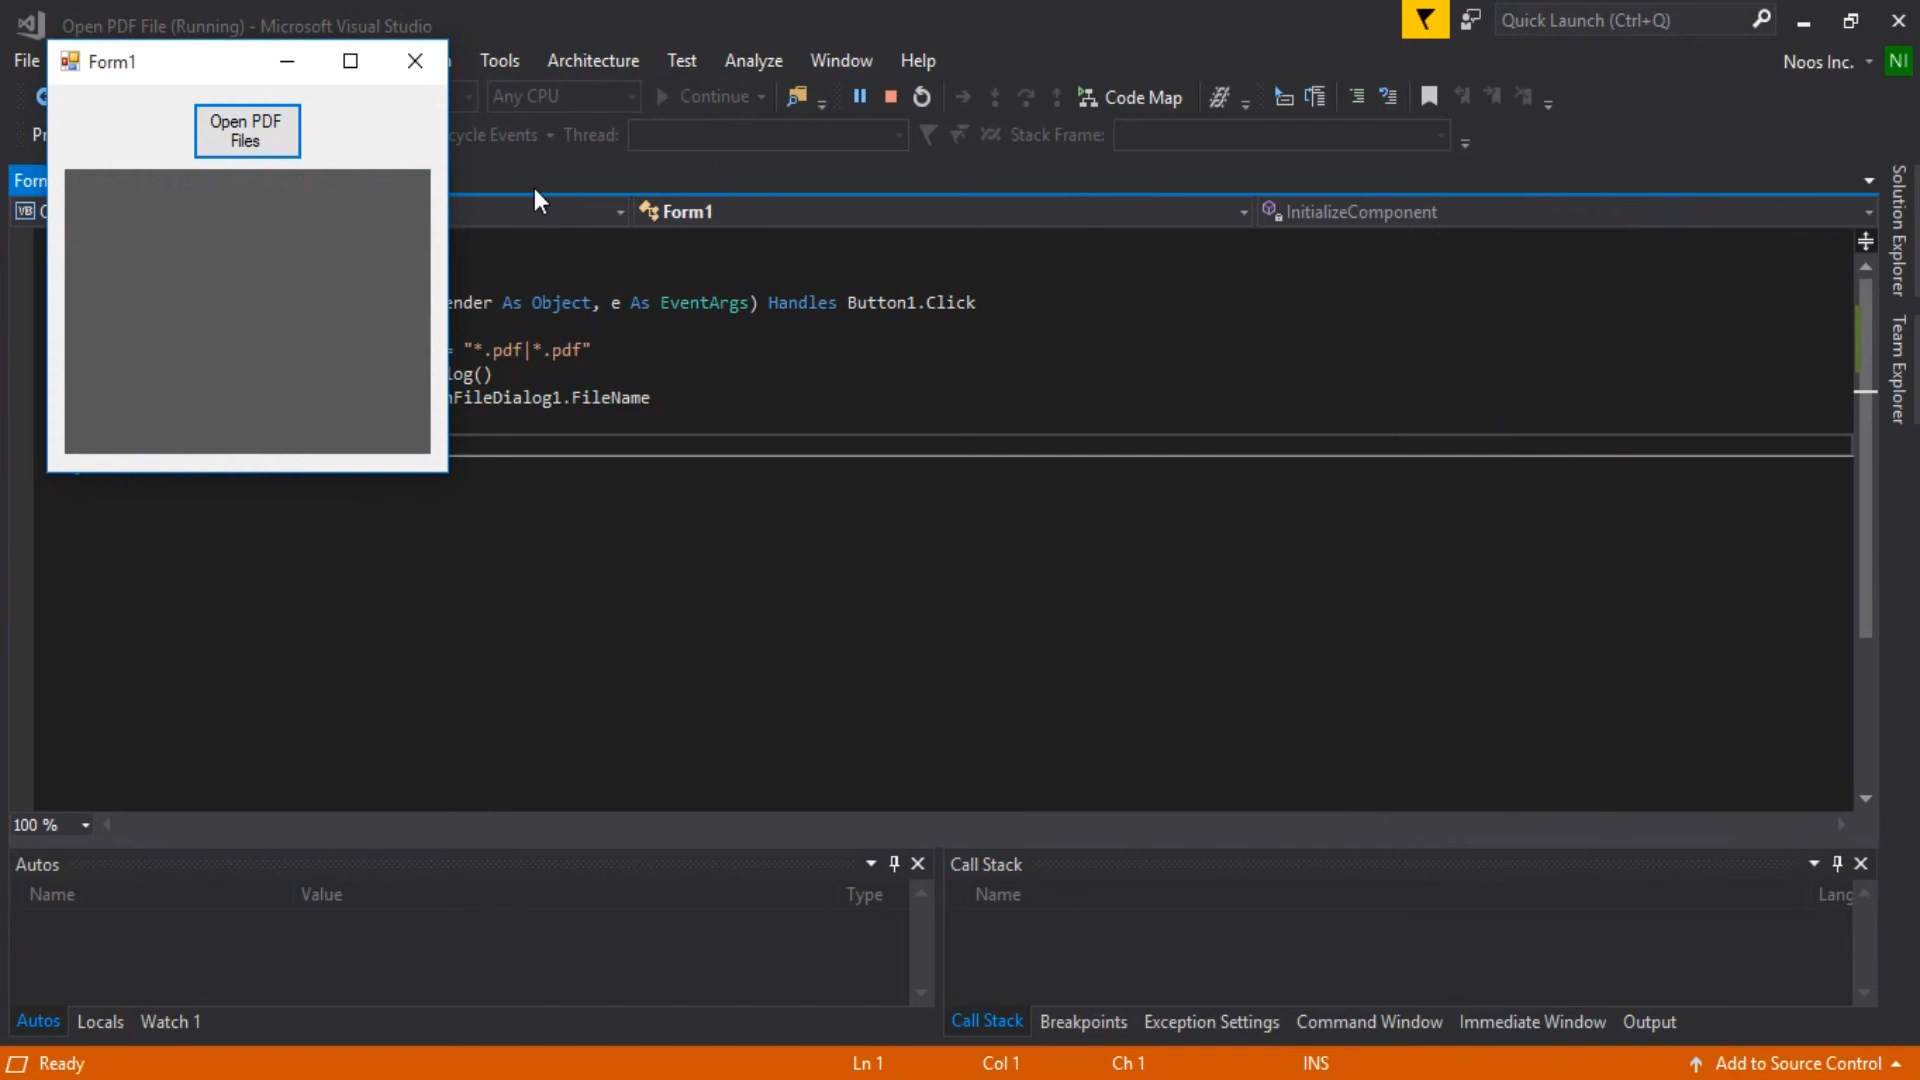 Open PDF File (Running) - Microsoft Visual Studio
Quick Launch (Ctrl+Q)
File
Form1
Tools Architecture Test Analyze Window Help
Noos Inc. NI
Open PDF
Files
Any CPU Continue Code Map
cycle Events Thread: Stack Frame:
Form
VB
Form1
InitializeComponent
ender As Object, e As EventArgs) Handles Button1.Click
= "*.pdf|*.pdf"
log()
nFileDialog1.FileName
Solution Explorer
Team Explorer
100 %
Autos
Name Value Type
Call Stack
Name Lang
Autos Locals Watch 1
Call Stack Breakpoints Exception Settings Command Window Immediate Window Output
Ready Ln 1 Col 1 Ch 1 INS Add to Source Control